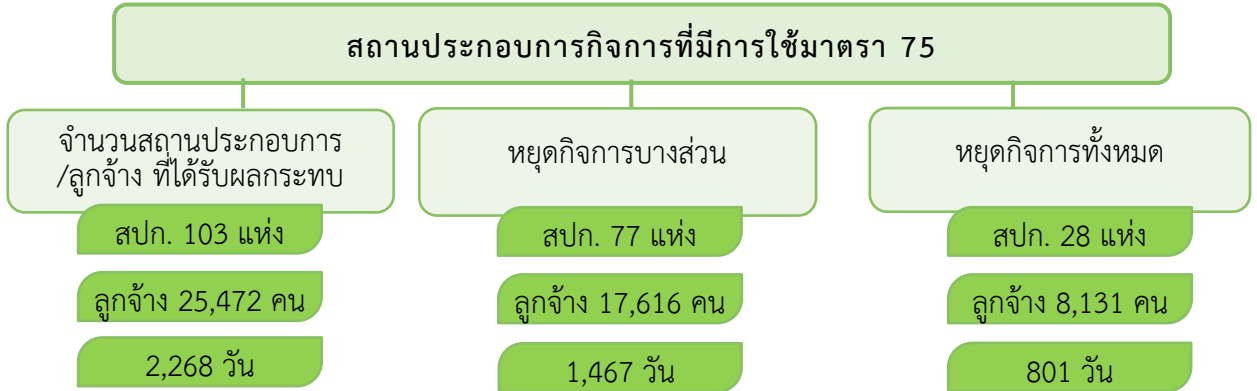 สถานประกอบการกิจการที่มีการใช้มาตรา 75
จำนวนสถานประกอบการ
/ลูกจ้าง ที่ได้รับผลกระทบ
สปก. 103 แห่ง
ลูกจ้าง 25,472 คน
2,268 วัน
หยุดกิจการบางส่วน
สปก. 77 แห่ง
ลูกจ้าง 17,616 คน
1,467 วัน
หยุดกิจการทั้งหมด
สปก. 28 แห่ง
ลูกจ้าง 8,131 คน
801 วัน